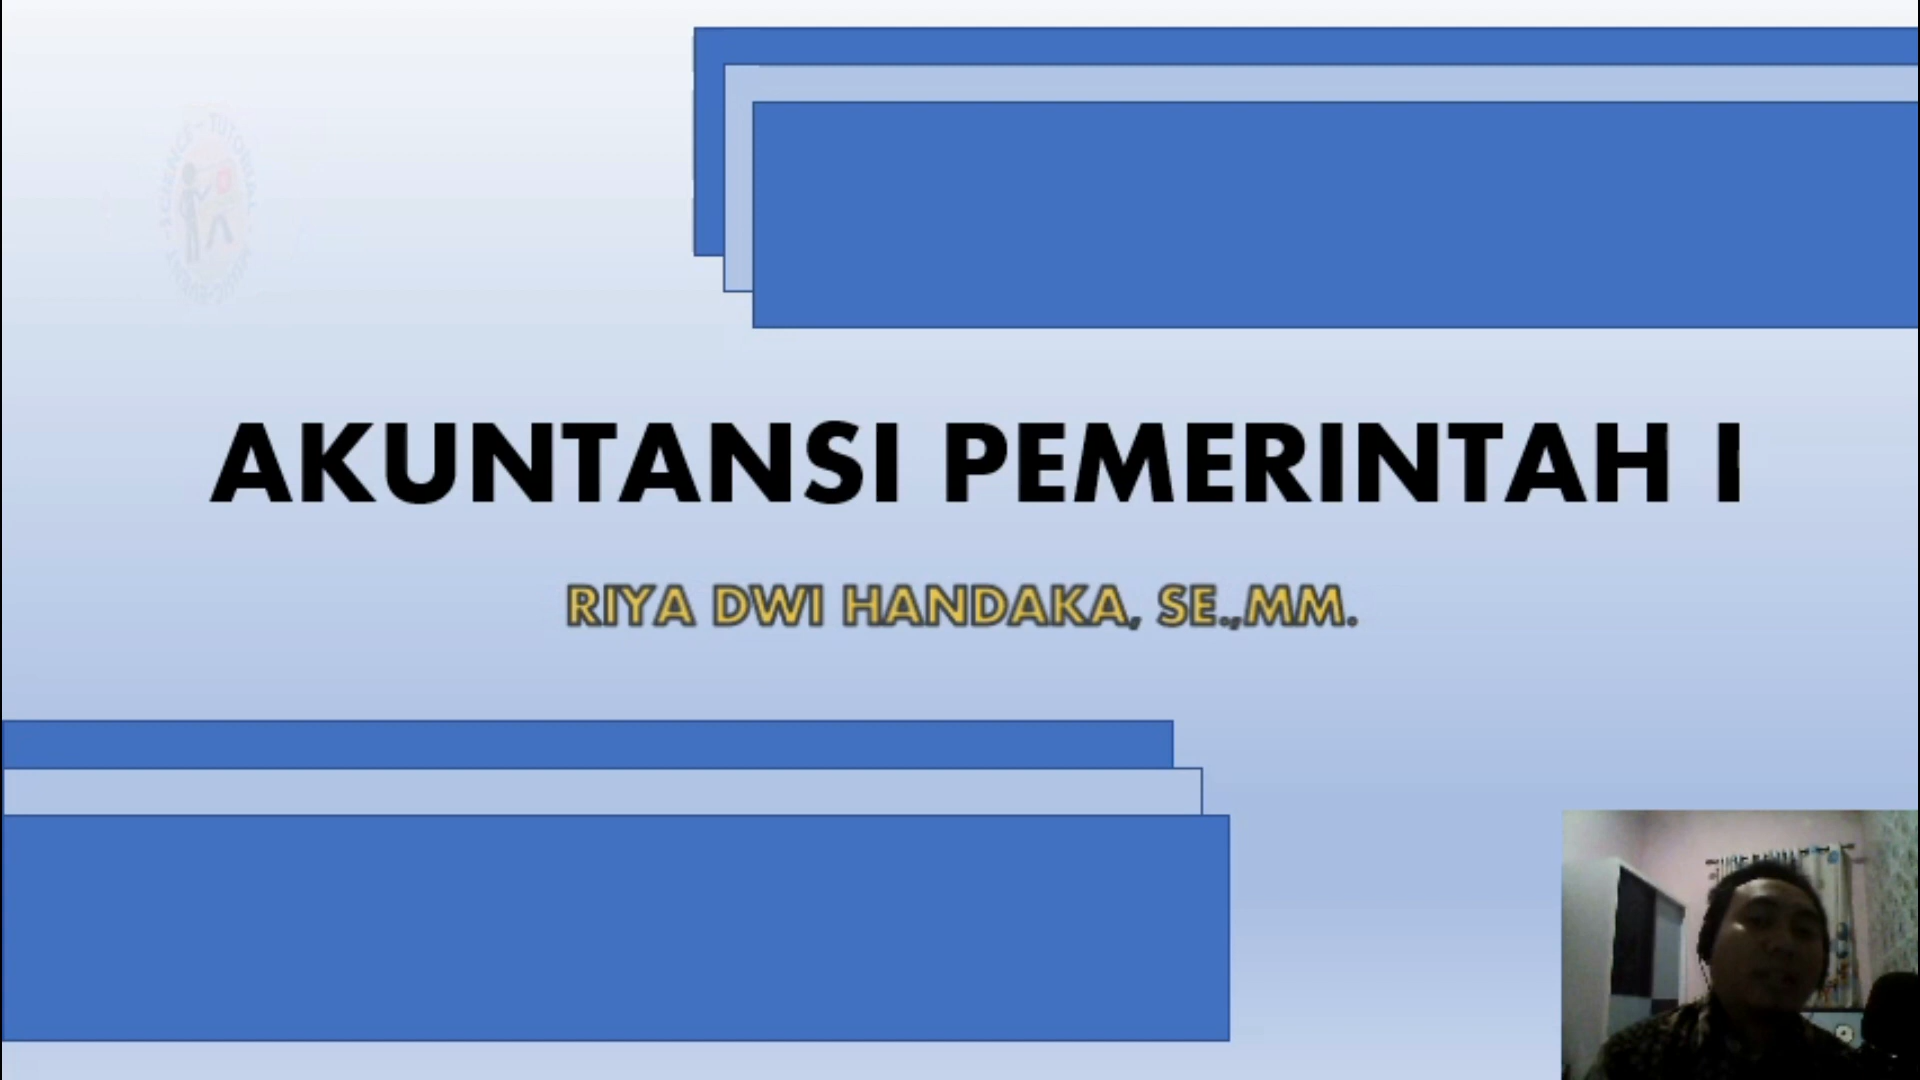 AKUNTANSI PEMERINTAH I
RIYA DWI HANDAKA, SE.,MM.